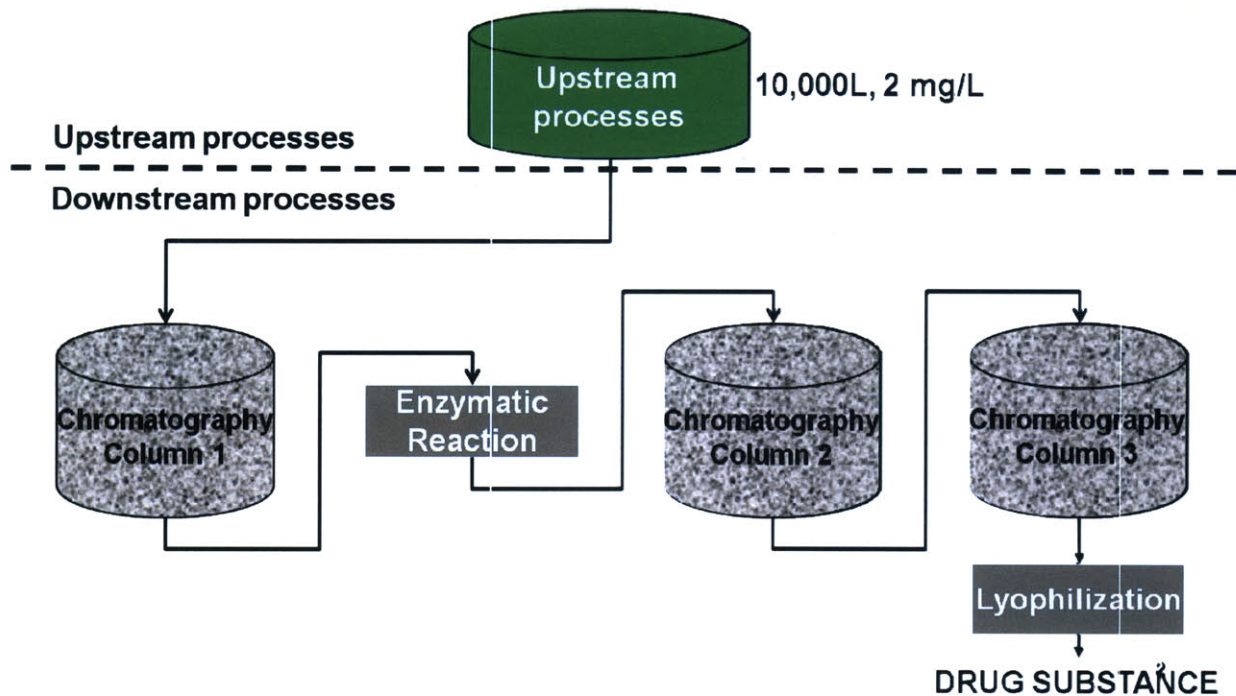 Upstream
processes
10,000L, 2 mg/L
Upstream processes
Downstream processes
Chromatography
Column 1
Enzymatic
Reaction
Chromatography
Column 2
Chromatography
Column 3
Lyophilization
DRUG SUBSTANCE